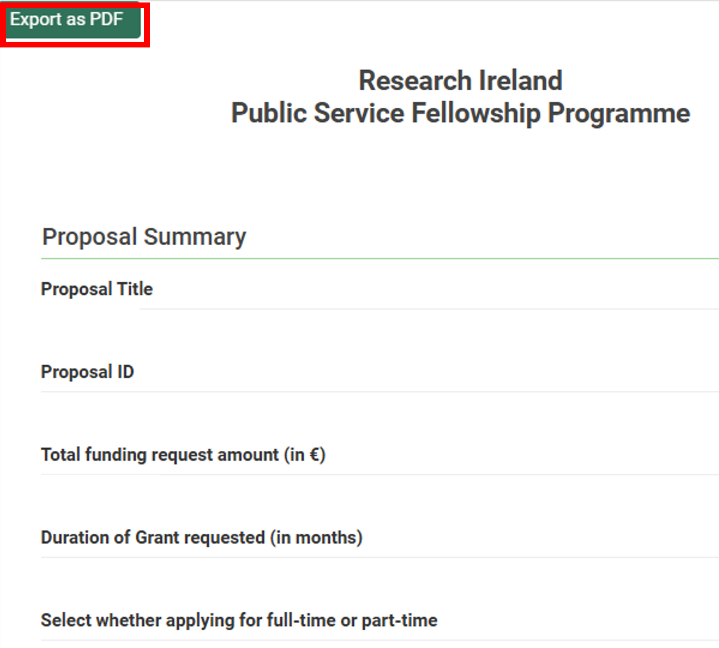 Export as PDF
Research Ireland
Public Service Fellowship Programme
Proposal Summary
Proposal Title
Proposal ID
Total funding request amount (in €)
Duration of Grant requested (in months)
Select whether applying for full-time or part-time